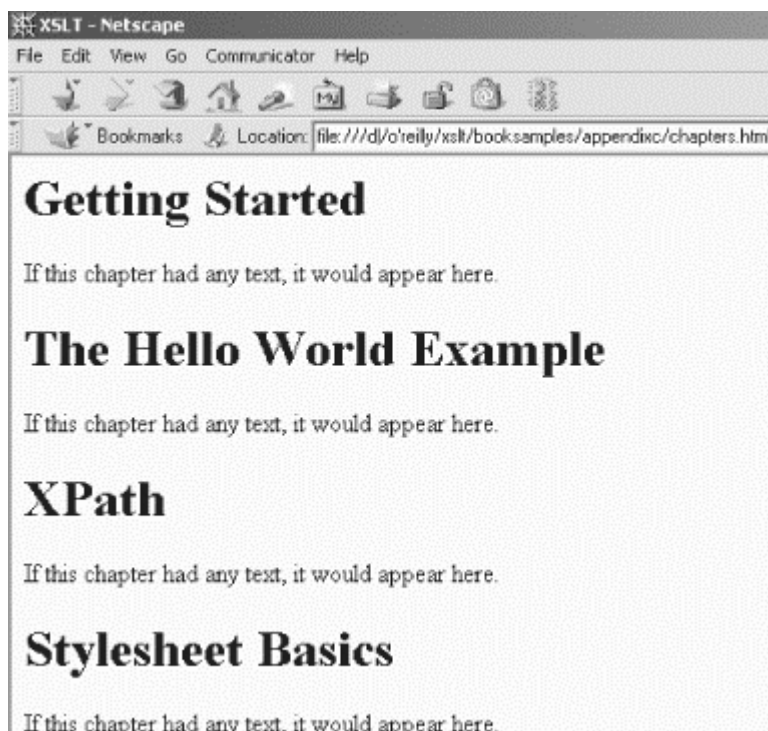 XSLT - Netscape
File Edit View Go Communicator Help
My
Bookmarks Location: file:///d|/o'reilly/xslt/booksamples/appendixc/chapters.htm
Getting Started
If this chapter had any text, it would appear here.
The Hello World Example
If this chapter had any text, it would appear here.
XPath
If this chapter had any text, it would appear here.
Stylesheet Basics
If this chapter had any text, it would appear here.